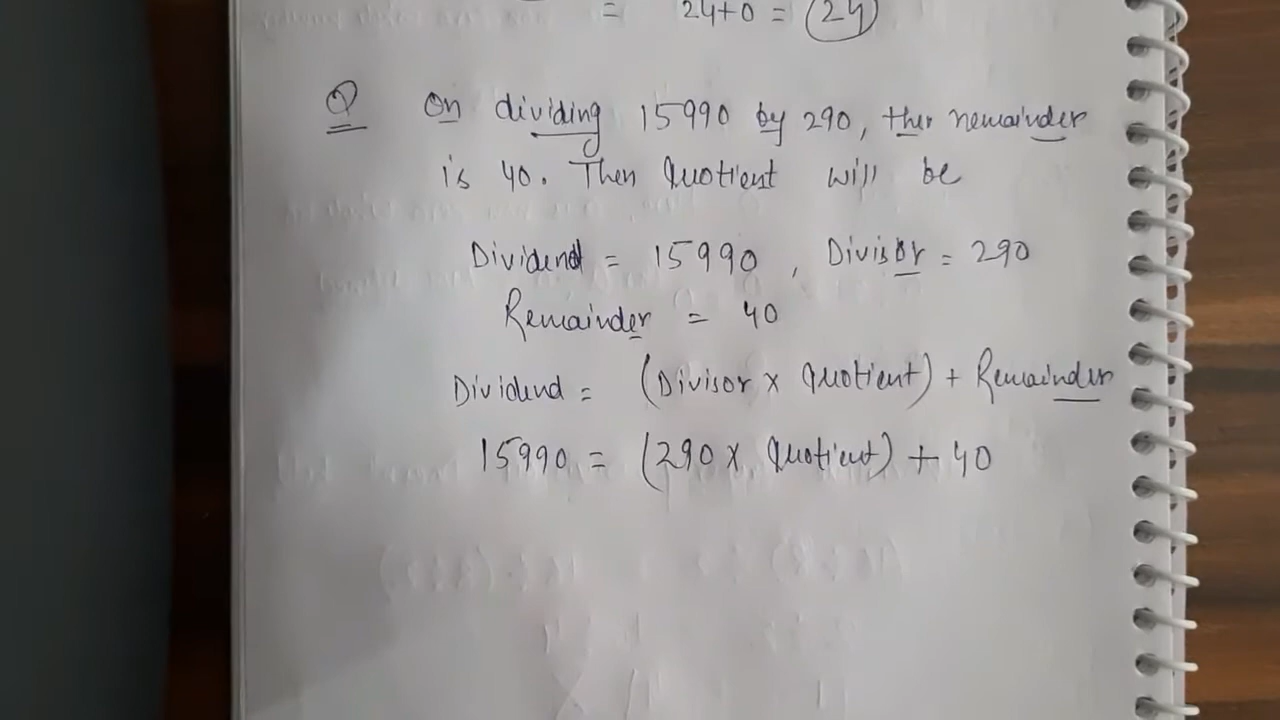 = 24+0 = 24
Q On dividing 15990 by 290, the remainder
is 40. Then Quotient will be
Dividend = 15990, Divisor = 290
Remainder = 40
Dividend = (Divisor x Quotient) + Remainder
15990 = (290 x Quotient) + 40